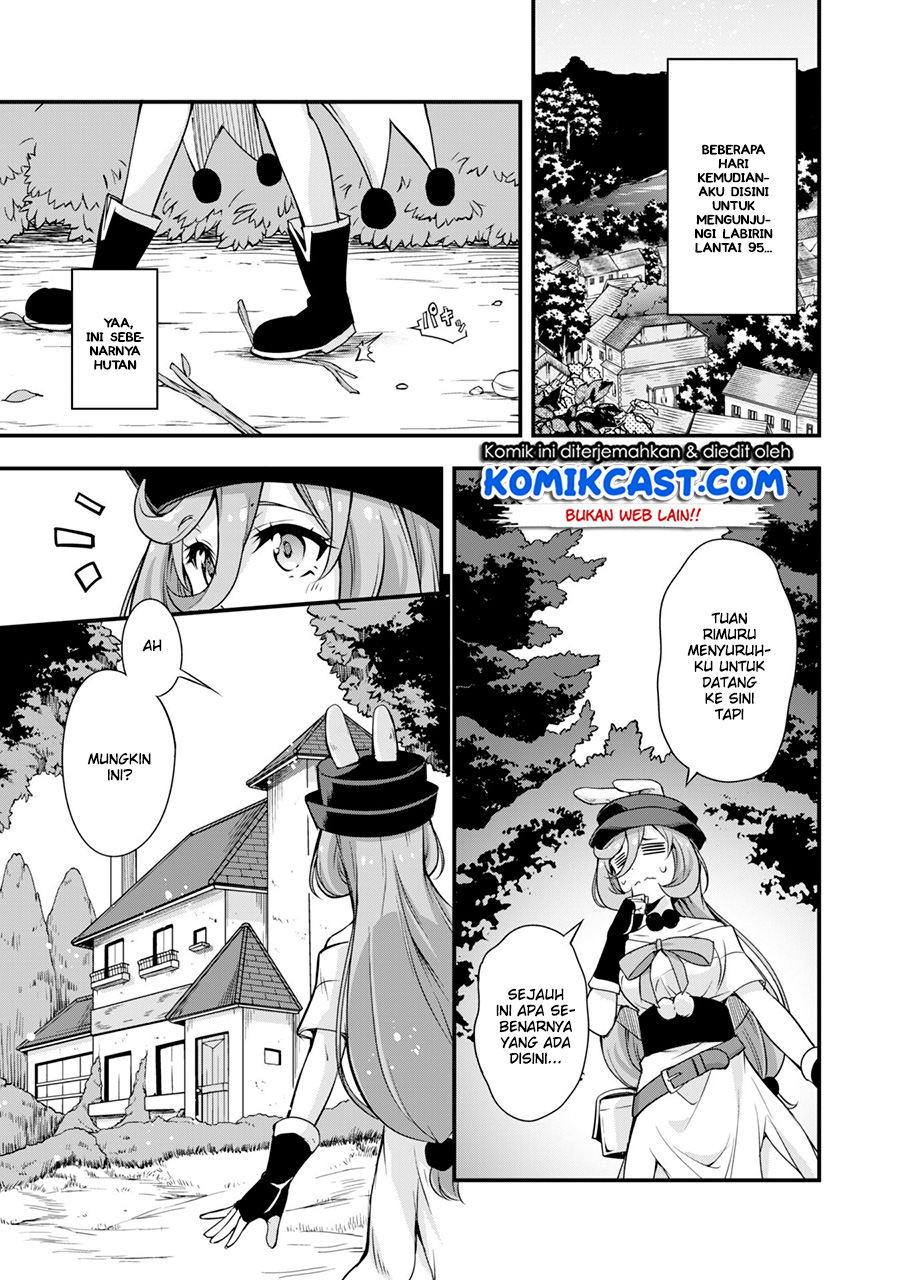 BEBERAPA
HARI
KEMUDIAN-
AKU DISINI
UNTUK
MENGUNJU-
NGI LABIRIN
LANTAI 95...
YAA,
INI SEBE-
NARNYA
HUTAN
パキッ
Komik ini diterjemahkan & diedit oleh
KOMIKCAST.COM
BUKAN WEB LAIN!!
TUAN
RIMURU
MENYURUH-
KU UNTUK
DATANG
KE SINI
TAPI
SEJAUH
INI APA SE-
BENARNYA
YANG ADA
DISINI...
AH
MUNGKIN
INI?